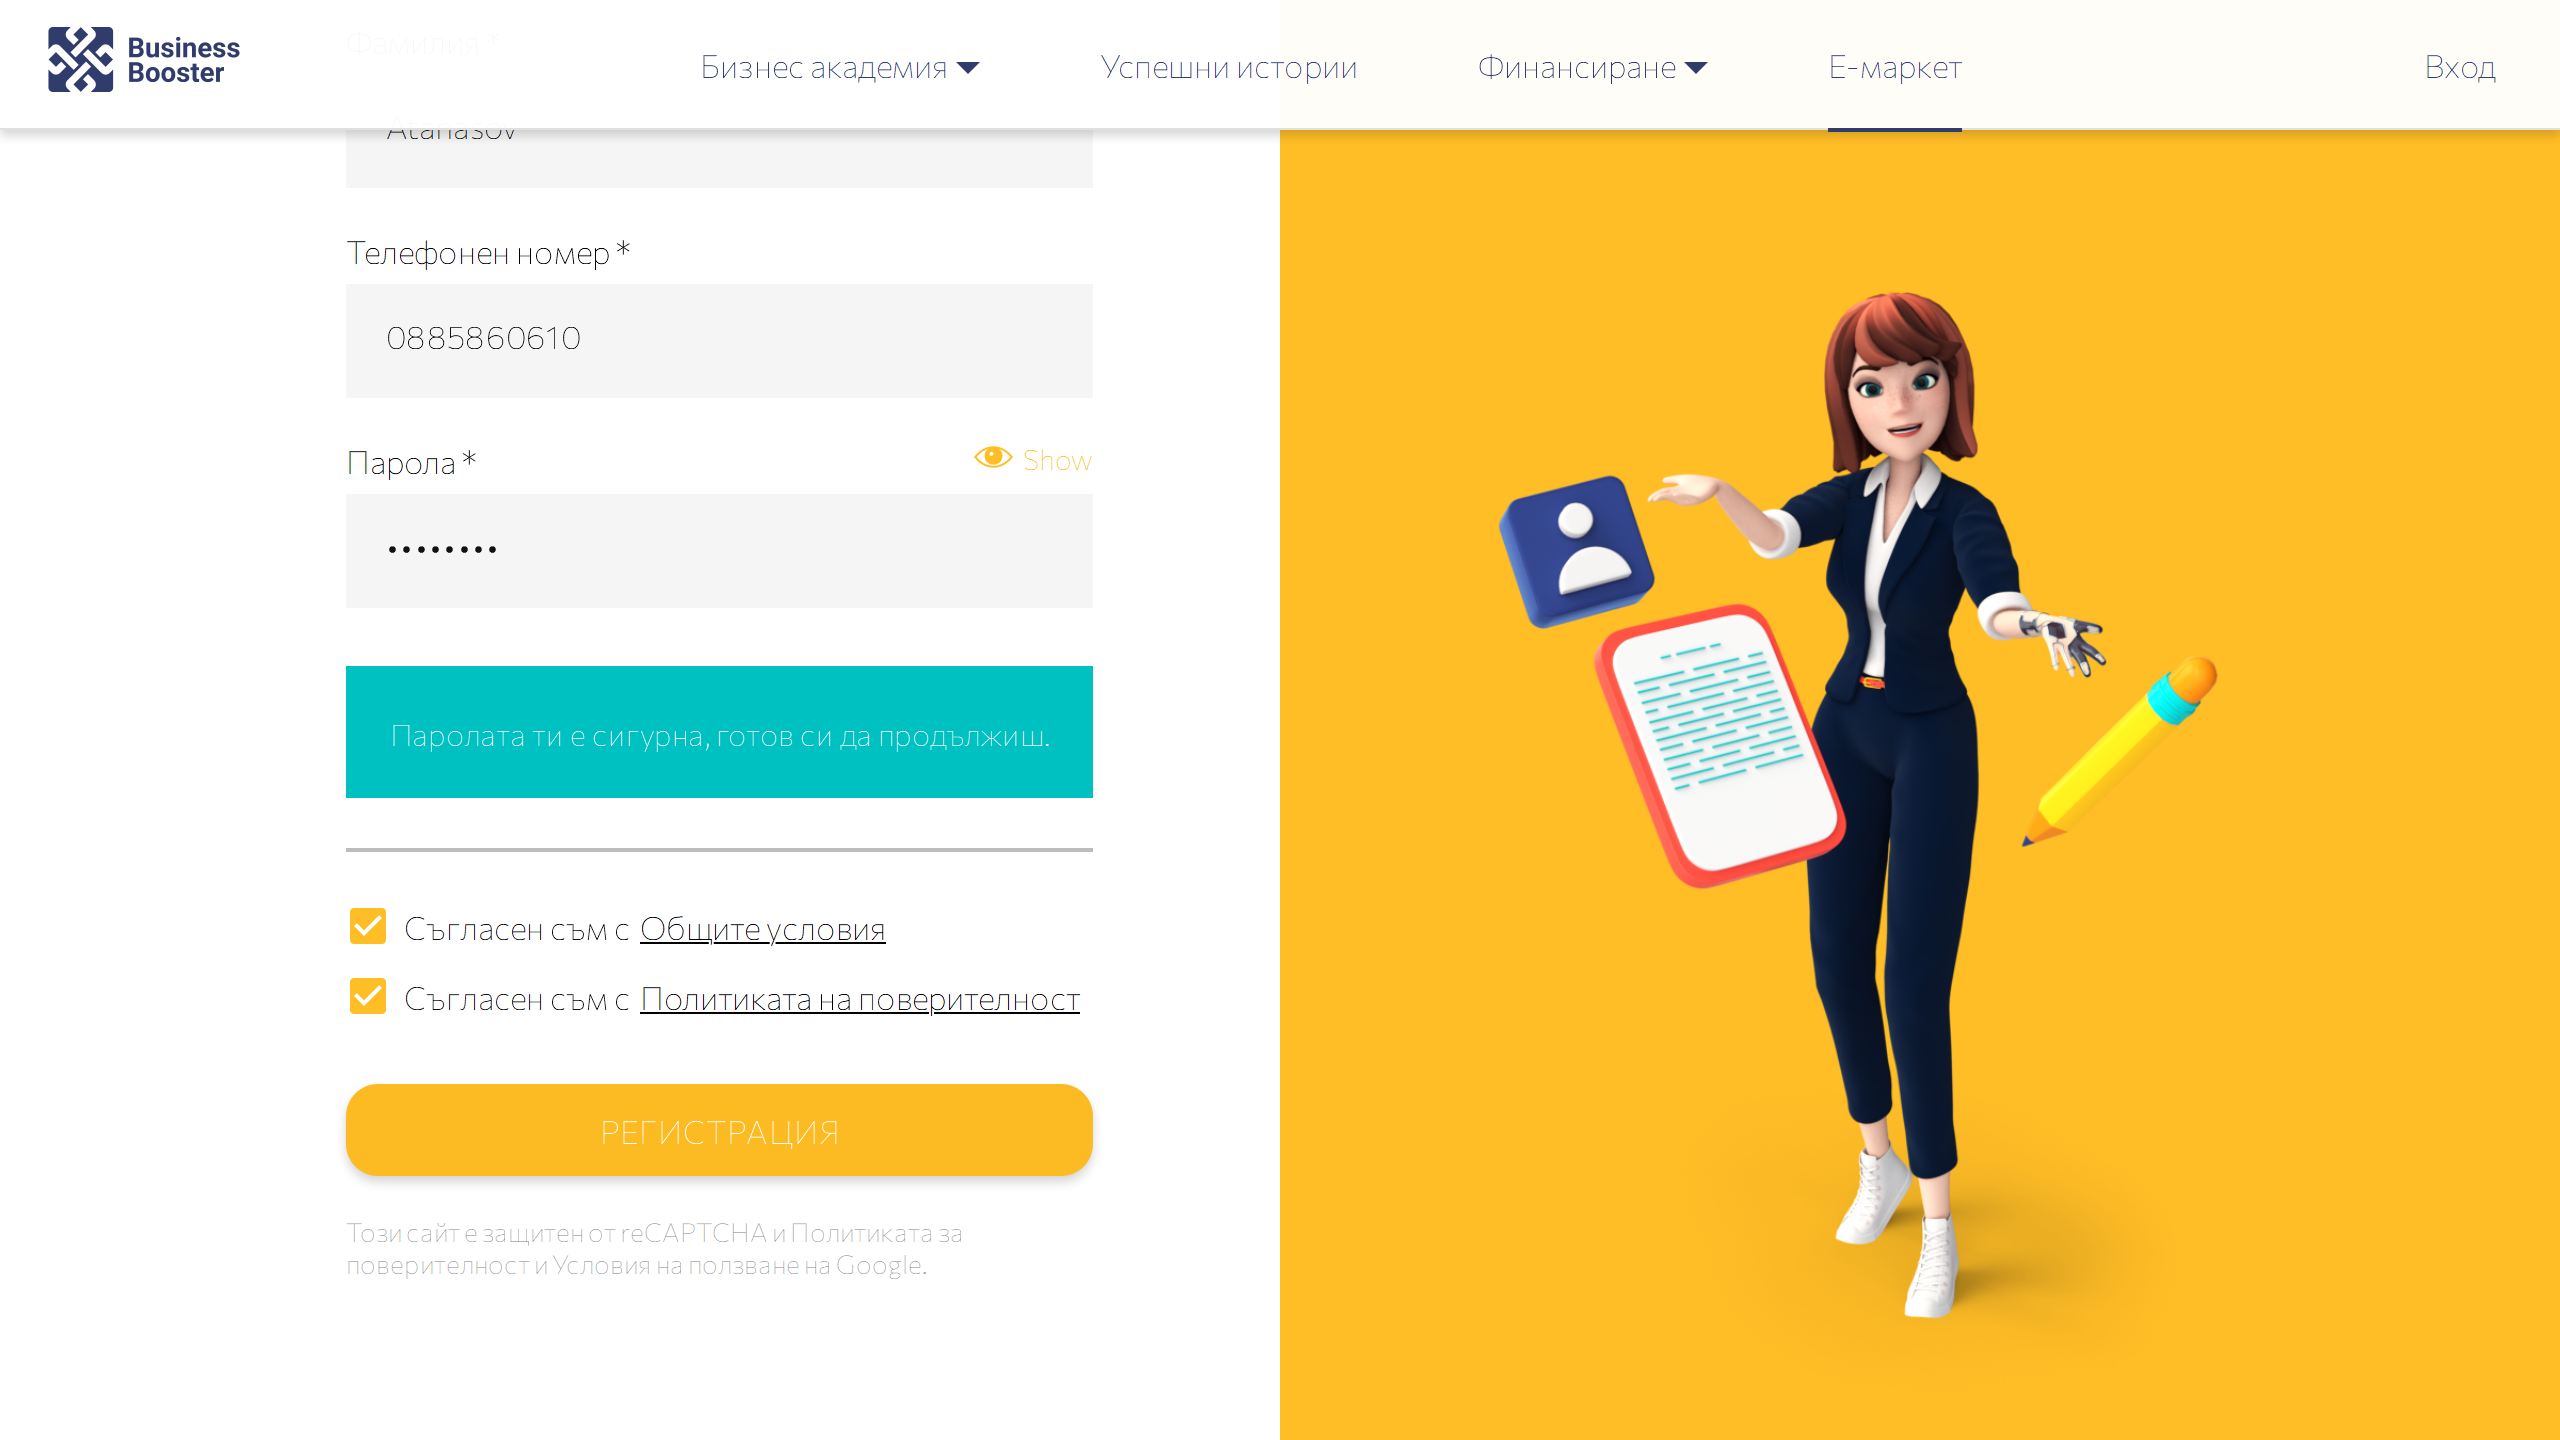 Business
Booster
Фамилия *
Бизнес академия
Успешни истории
Финансиране
Е-маркет
Вход
Atanasov
Телефонен номер *
0885860610
Парола *
Show
Паролата ти е сигурна, готов си да продължиш.
Съгласен съм с Общите условия
Съгласен съм с Политиката на поверителност
РЕГИСТРАЦИЯ
Този сайт е защитен от reCAPTCHA и Политиката за
поверителност и Условия на ползване на Google.